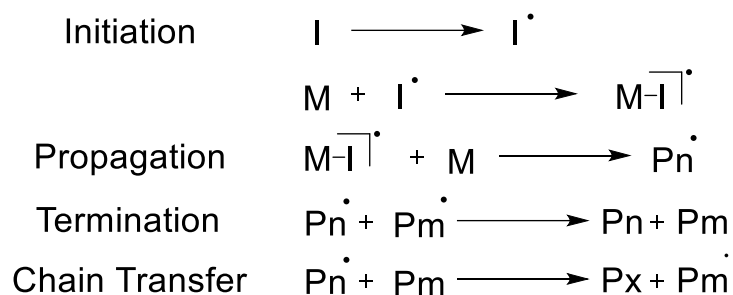 Initiation I ⟶ I•
M + I• ⟶ M-I•
Propagation M-I• + M ⟶ Pn•
Termination Pn• + Pm• ⟶ Pn + Pm
Chain Transfer Pn• + Pm ⟶ Px + Pm•